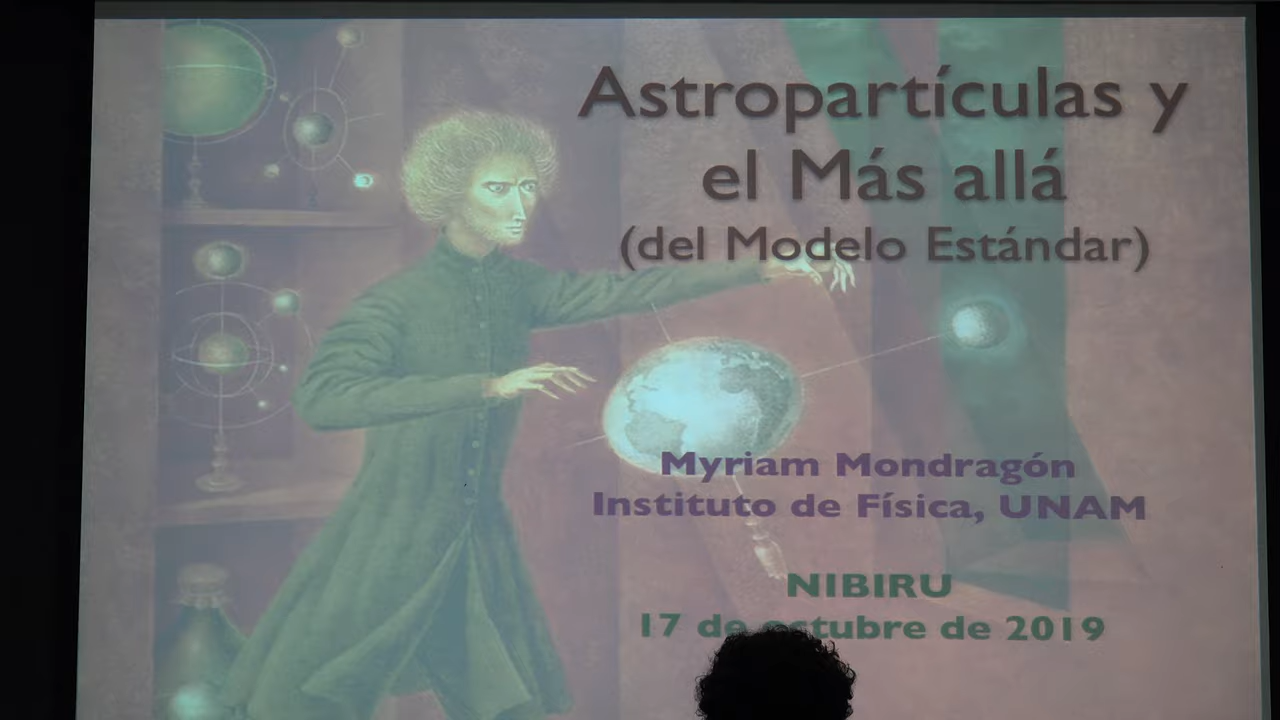 Astropartículas y
el Más allá
(del Modelo Estándar)
Myriam Mondragón
Instituto de Física, UNAM
NIBIRU
17 de octubre de 2019